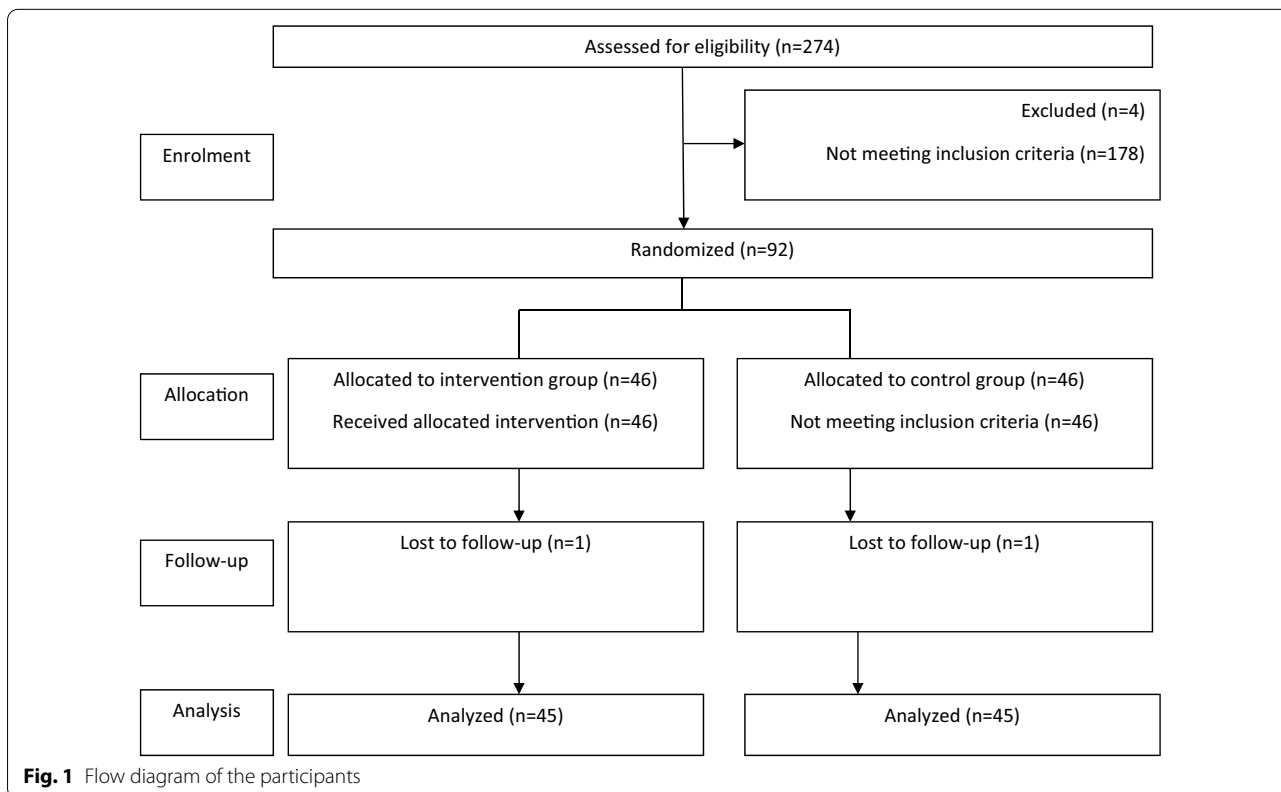 Assessed for eligibility (n=274)
Excluded (n=4)
Not meeting inclusion criteria (n=178)
Enrolment
Randomized (n=92)
Allocation
Allocated to intervention group (n=46)
Received allocated intervention (n=46)
Allocated to control group (n=46)
Not meeting inclusion criteria (n=46)
Follow-up
Lost to follow-up (n=1)
Lost to follow-up (n=1)
Analysis
Analyzed (n=45)
Analyzed (n=45)
Fig. 1 Flow diagram of the participants